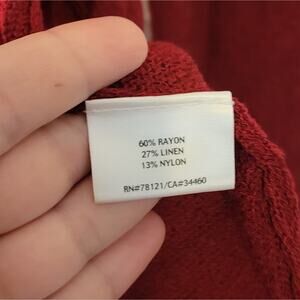 60% RAYON
27% LINEN
13% NYLON
RN#78121/CA#34460